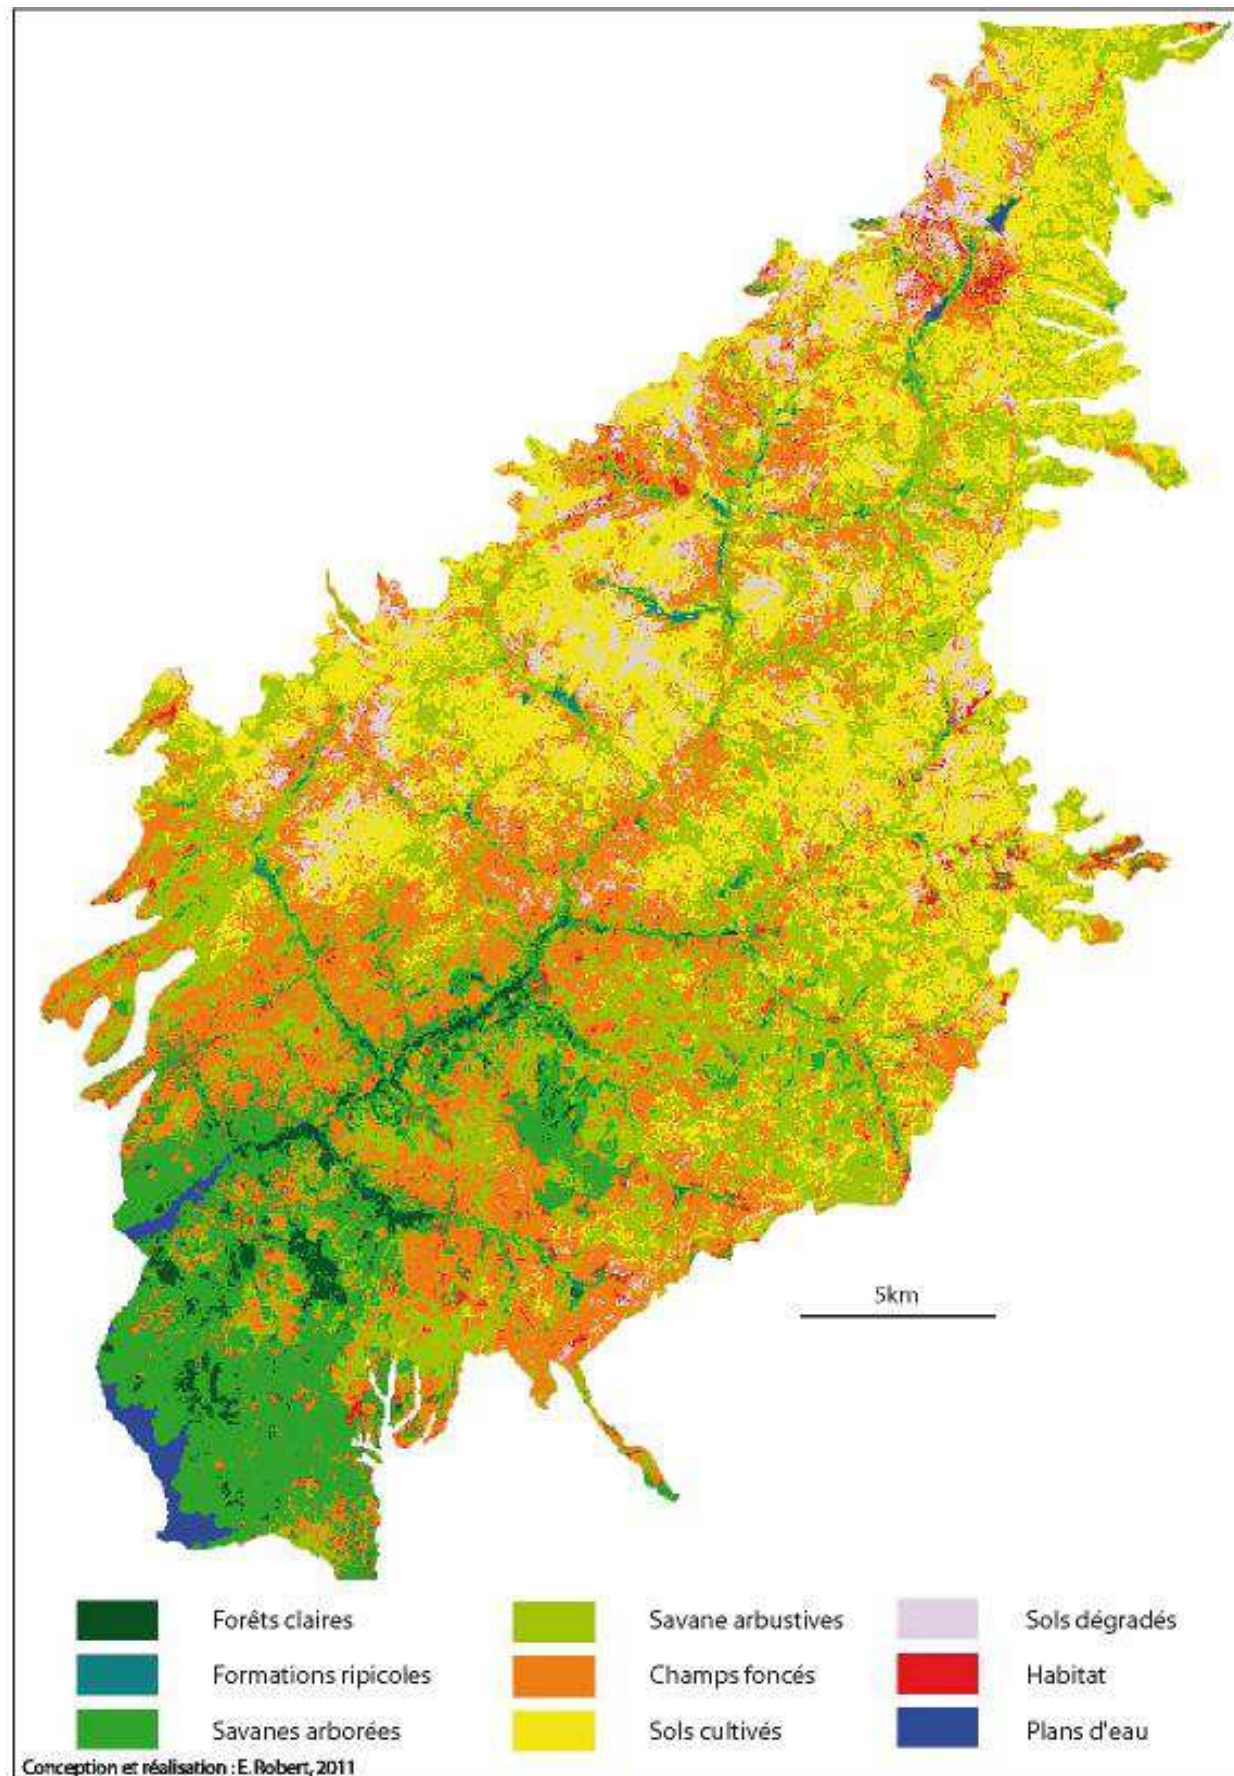 5km
Forêts claires
Formations ripicoles
Savanes arborées
Savane arbustives
Champs foncés
Sols cultivés
Sols dégradés
Habitat
Plans d'eau
Conception et réalisation : E. Robert, 2011